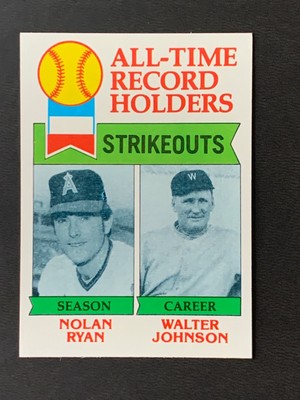 ALL-TIME
RECORD
HOLDERS
STRIKEOUTS
A
W
SEASON
CAREER
NOLAN
RYAN
WALTER
JOHNSON